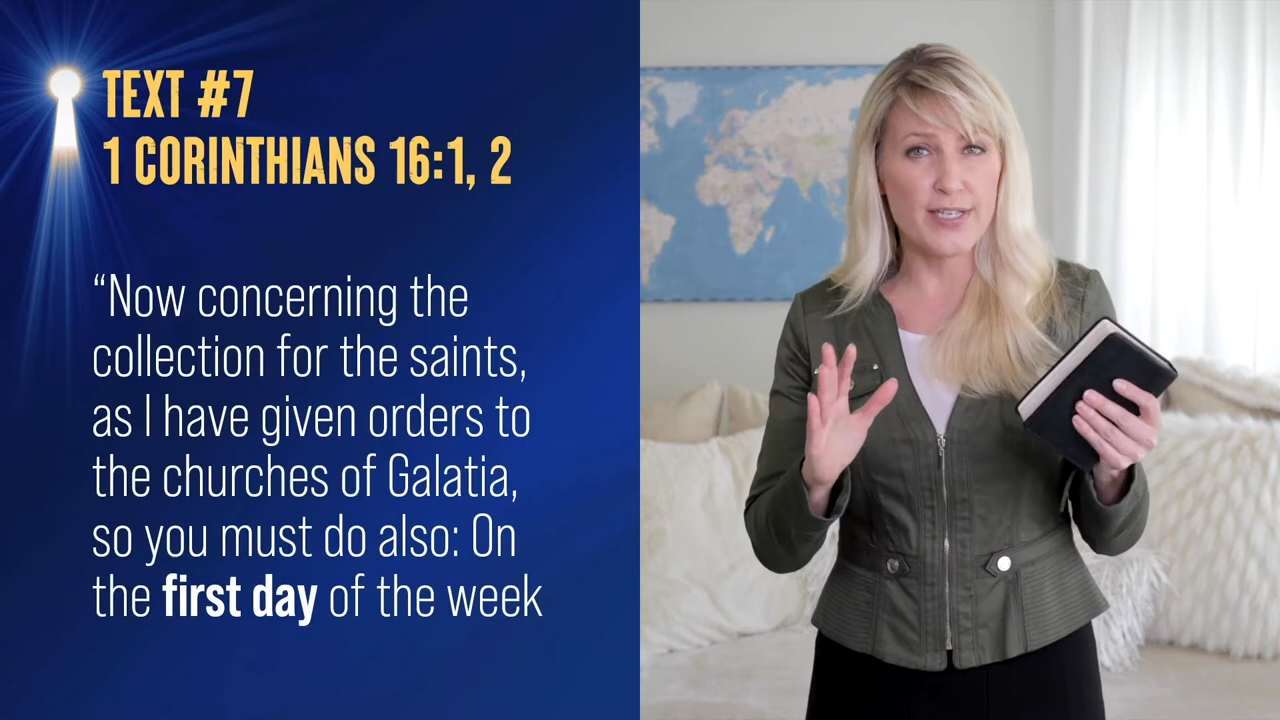 TEXT #7
1 CORINTHIANS 16:1, 2
“Now concerning the
collection for the saints,
as I have given orders to
the churches of Galatia,
so you must do also: On
the first day of the week